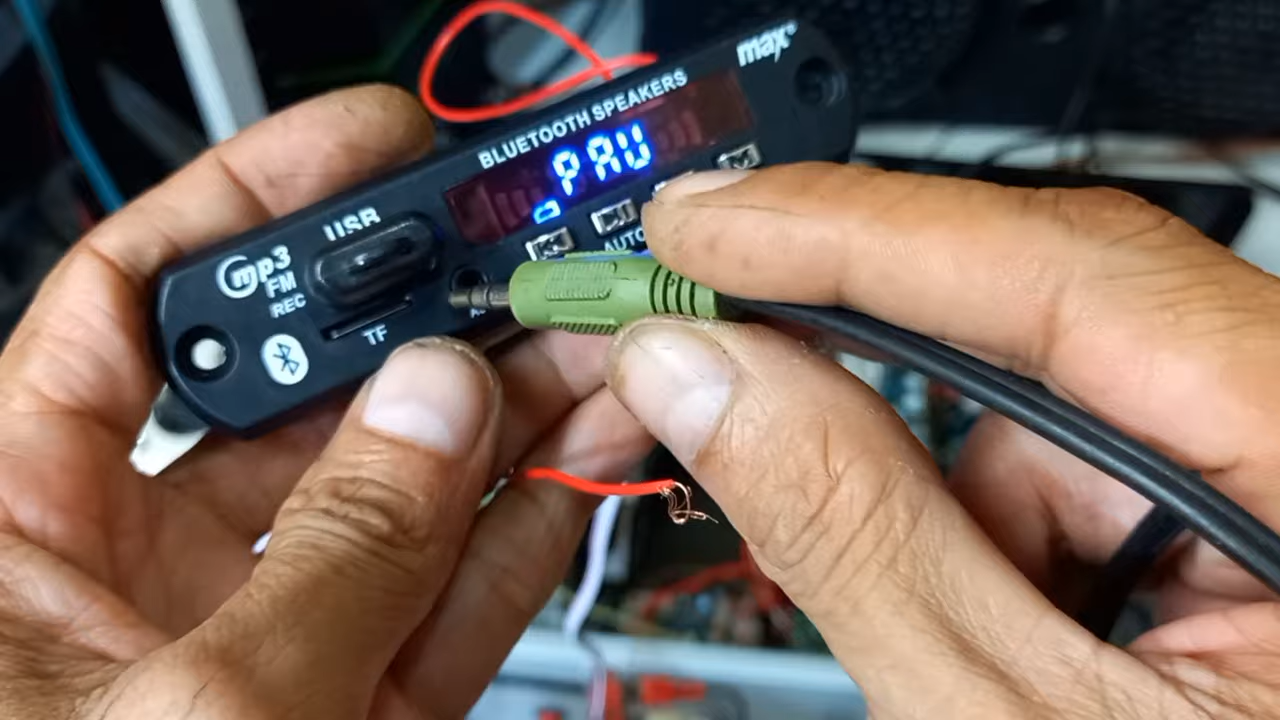 max®
BLUETOOTH SPEAKERS
PAU
USB
mp3
FM
REC
TF
M
AUTO